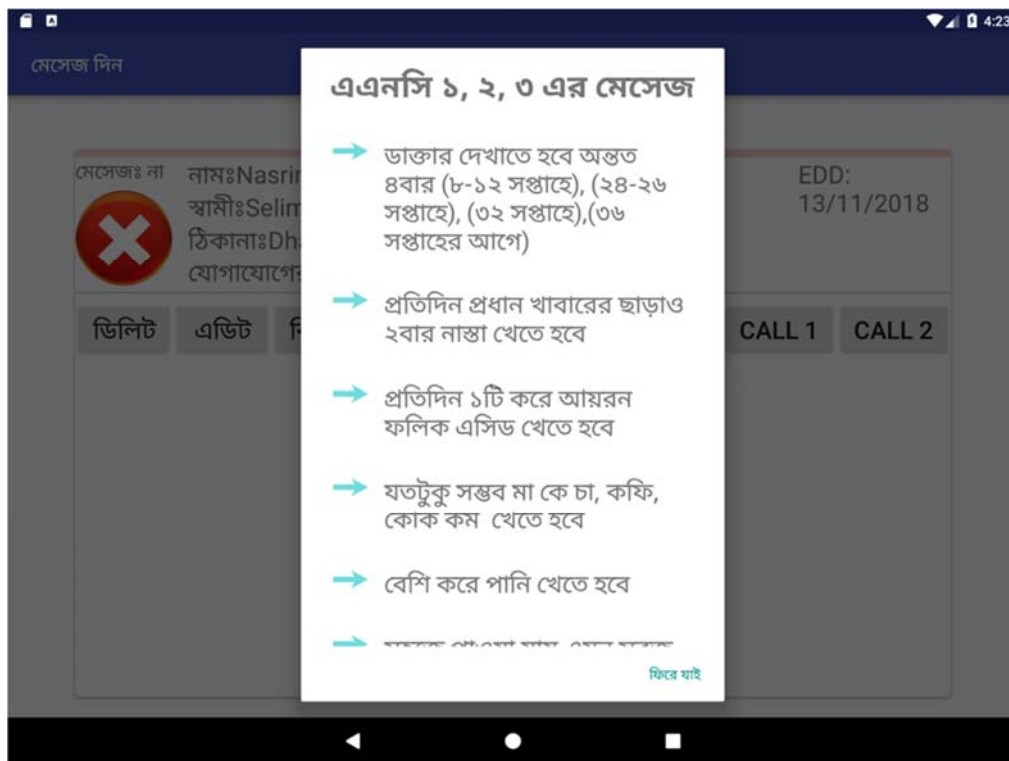 4:23
মেসেজ দিন
এএনসি ১, ২, ৩ এর মেসেজ
ডাক্তার দেখাতে হবে অন্তত
৪বার (৮-১২ সপ্তাহে), (২৪-২৬
সপ্তাহে), (৩২ সপ্তাহে),(৩৬
সপ্তাহের আগে)
প্রতিদিন প্রধান খাবারের ছাড়াও
২বার নাস্তা খেতে হবে
প্রতিদিন ১টি করে আয়রন
ফলিক এসিড খেতে হবে
যতটুকু সম্ভব মা কে চা, কফি,
কোক কম খেতে হবে
বেশি করে পানি খেতে হবে
ফিরে যাই
মেসেজঃ না
নামঃNasrin
স্বামীঃSelim
ঠিকানাঃ
EDD:
13/11/2018
ডিলিট এডিট CALL 1 CALL 2